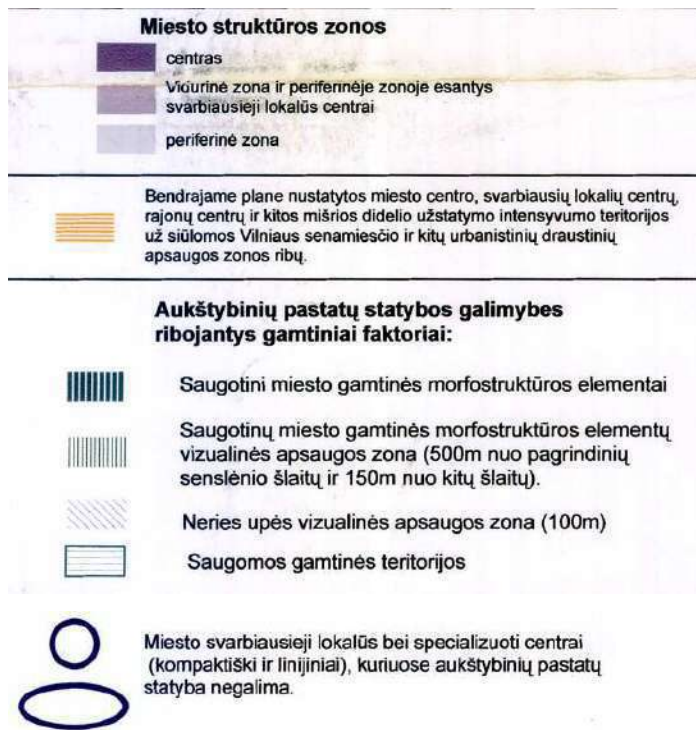 Miesto struktūros zonos
centras
Vidurinė zona ir periferinėje zonoje esantys
svarbiausieji lokalūs centrai
periferinė zona
Bendrajame plane nustatytos miesto centro, svarbiausių lokalių centrų,
rajonų centrų ir kitos mišrios didelio užstatymo intensyvumo teritorijos
už siūlomos Vilniaus senamiesčio ir kitų urbanistinių draustinių
apsaugos zonos ribų.
Aukštybinių pastatų statybos galimybes
ribojantys gamtiniai faktoriai:
Saugotini miesto gamtinės morfostruktūros elementai
Saugotinų miesto gamtinės morfostruktūros elementų
vizualinės apsaugos zona (500m nuo pagrindinių
senslėnio šlaitų ir 150m nuo kitų šlaitų).
Neries upės vizualinės apsaugos zona (100m)
Saugomos gamtinės teritorijos
Miesto svarbiausieji lokalūs bei specializuoti centrai
(kompaktiški ir linijiniai), kuriuose aukštybinių pastatų
statyba negalima.